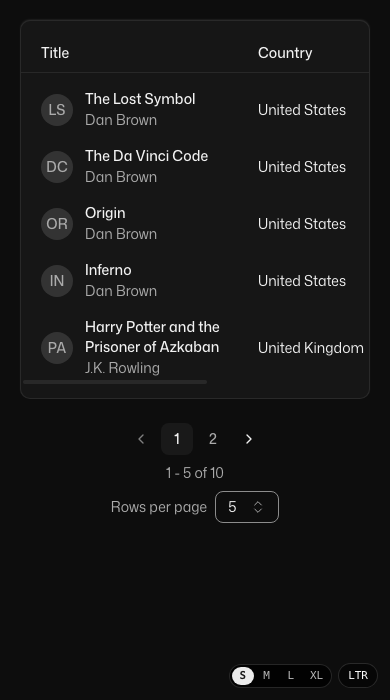 Title Country
LS The Lost Symbol
Dan Brown
United States
DC The Da Vinci Code
Dan Brown
United States
OR Origin
Dan Brown
United States
IN Inferno
Dan Brown
United States
PA Harry Potter and the
Prisoner of Azkaban
J.K. Rowling
United Kingdom
1 2
1 - 5 of 10
Rows per page 5
S M L XL LTR